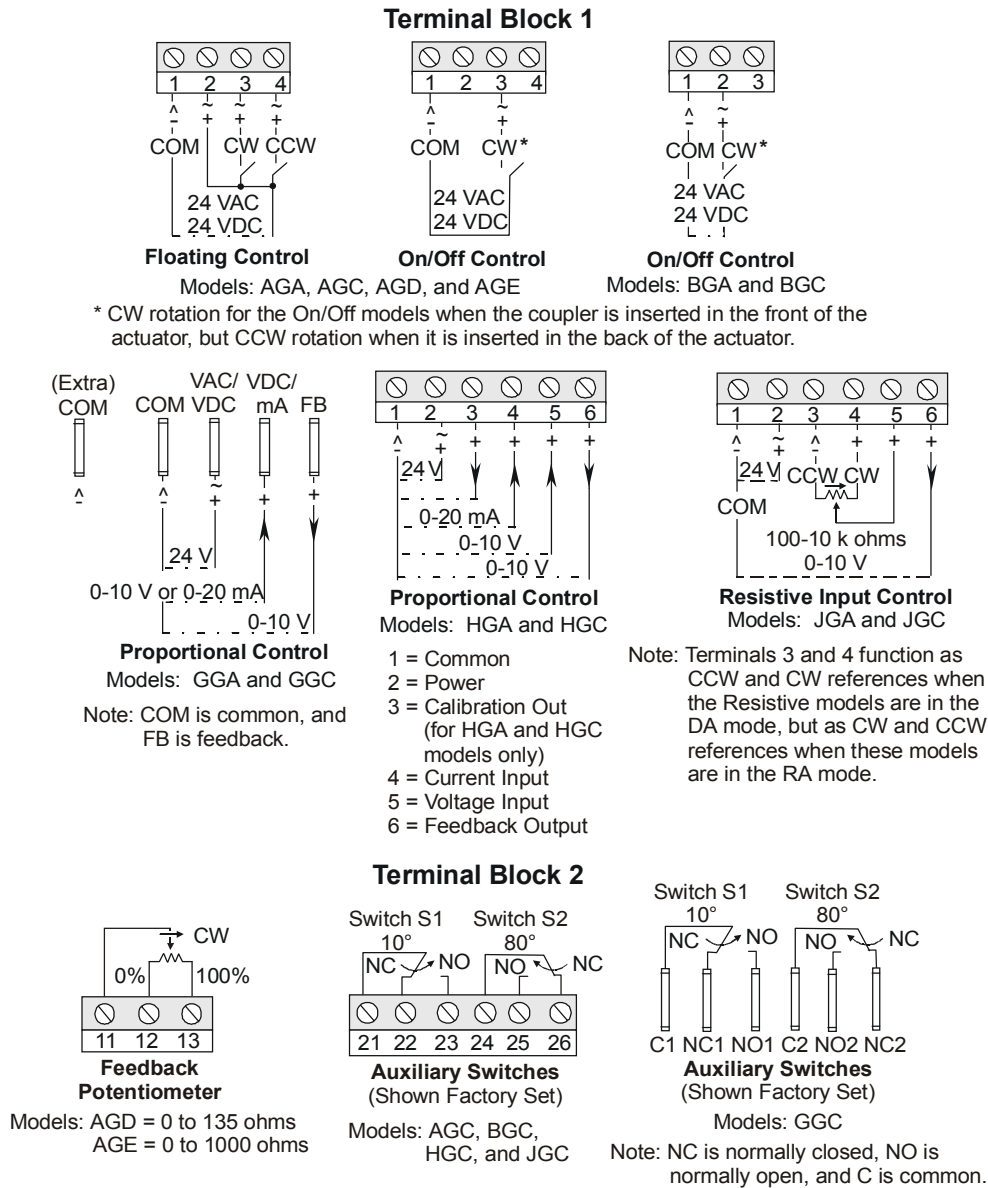 Terminal Block 1
1 2 3 4
^ ~ ~ ~
- + + +
COM CW CCW
24 VAC
24 VDC
Floating Control
Models: AGA, AGC, AGD, and AGE
1 2 3 4
^ ~
- +
COM CW*
24 VAC
24 VDC
On/Off Control
1 2 3
^ ~
- +
COM CW*
24 VAC
24 VDC
On/Off Control
Models: BGA and BGC
* CW rotation for the On/Off models when the coupler is inserted in the front of the
actuator, but CCW rotation when it is inserted in the back of the actuator.
(Extra) VAC/ VDC/
COM COM VDC mA FB
^ ^ ~ + +
- - +
24 V
0-10 V or 0-20 mA
0-10 V
Proportional Control
Models: GGA and GGC
Note: COM is common, and
FB is feedback.
1 2 3 4 5 6
^ ~ + + + +
- +
24 V
0-20 mA
0-10 V
0-10 V
Proportional Control
Models: HGA and HGC
1 = Common
2 = Power
3 = Calibration Out
(for HGA and HGC
models only)
4 = Current Input
5 = Voltage Input
6 = Feedback Output
1 2 3 4 5 6
^ ~ ^ + + +
- + -
24 V CCW CW
COM
100-10 k ohms
0-10 V
Resistive Input Control
Models: JGA and JGC
Note: Terminals 3 and 4 function as
CCW and CW references when
the Resistive models are in the
DA mode, but as CW and CCW
references when these models
are in the RA mode.
Terminal Block 2
CW
0% 100%
11 12 13
Feedback
Potentiometer
Models: AGD = 0 to 135 ohms
AGE = 0 to 1000 ohms
Switch S1 Switch S2
10° 80°
NC NO NO NC
21 22 23 24 25 26
Auxiliary Switches
(Shown Factory Set)
Models: AGC, BGC,
HGC, and JGC
Switch S1 Switch S2
10° 80°
NC NO NO NC
C1 NC1 NO1 C2 NO2 NC2
Auxiliary Switches
(Shown Factory Set)
Models: GGC
Note: NC is normally closed, NO is
normally open, and C is common.